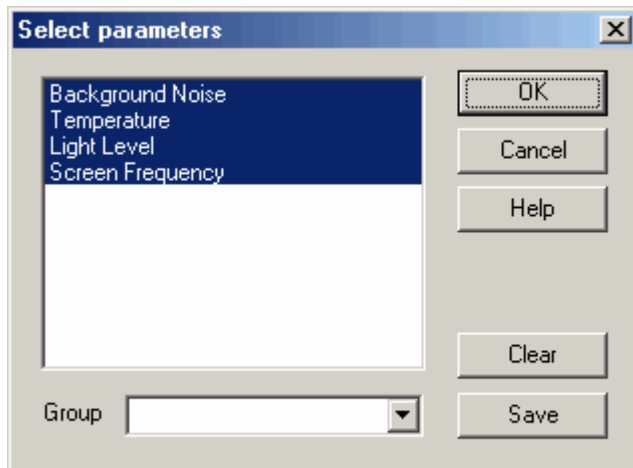 Select parameters
Background Noise
Temperature
Light Level
Screen Frequency
OK
Cancel
Help
Clear
Group
Save